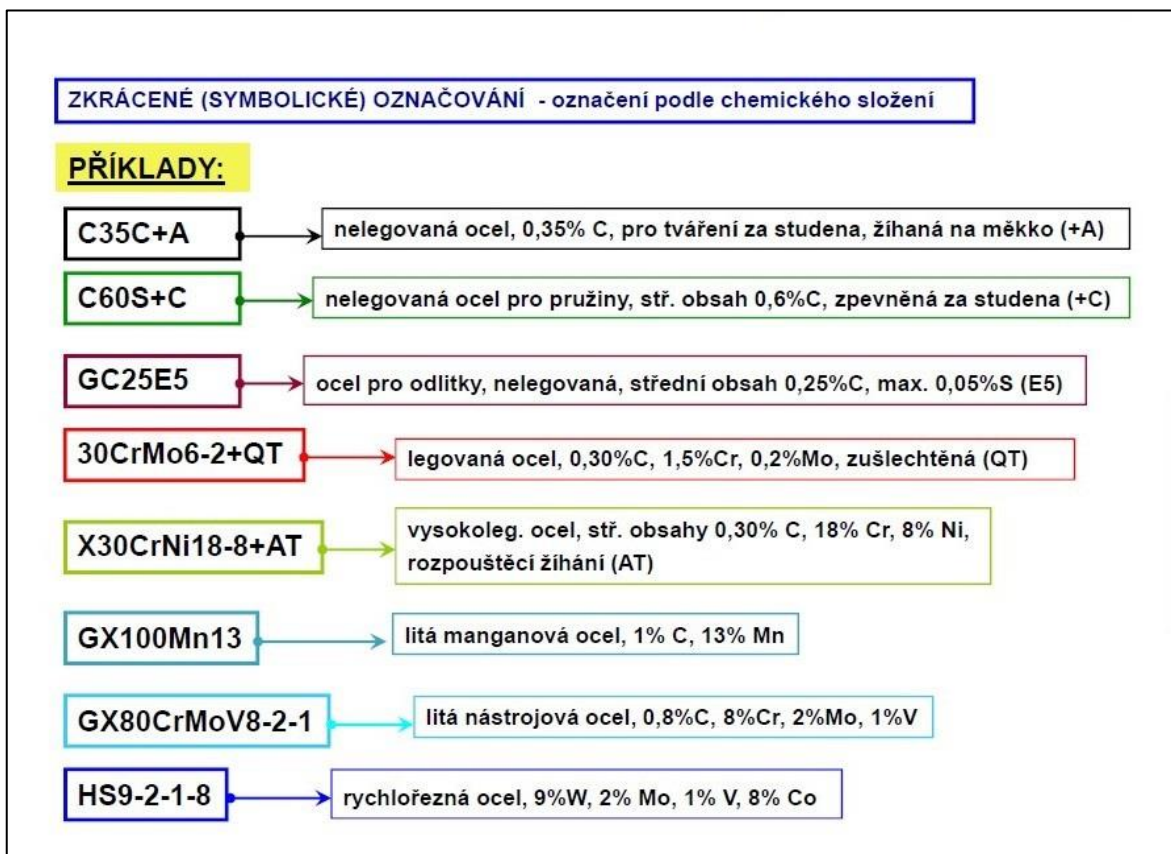 ZKRÁCENÉ (SYMBOLICKÉ) OZNAČOVÁNÍ - označení podle chemického složení
PŘÍKLADY:
C35C+A
nelegovaná ocel, 0,35% C, pro tváření za studena, žíhaná na měkko (+A)
C60S+C
nelegovaná ocel pro pružiny, stř. obsah 0,6%C, zpevněná za studena (+C)
GC25E5
ocel pro odlitky, nelegovaná, střední obsah 0,25%C, max. 0,05%S (E5)
30CrMo6-2+QT
legovaná ocel, 0,30%C, 1,5%Cr, 0,2%Mo, zušlechtěná (QT)
X30CrNi18-8+AT
vysokoleg. ocel, stř. obsahy 0,30% C, 18% Cr, 8% Ni,
rozpouštěcí žíhání (AT)
GX100Mn13
litá manganová ocel, 1% C, 13% Mn
GX80CrMoV8-2-1
litá nástrojová ocel, 0,8%C, 8%Cr, 2%Mo, 1%V
HS9-2-1-8
rychlořezná ocel, 9%W, 2% Mo, 1% V, 8% Co